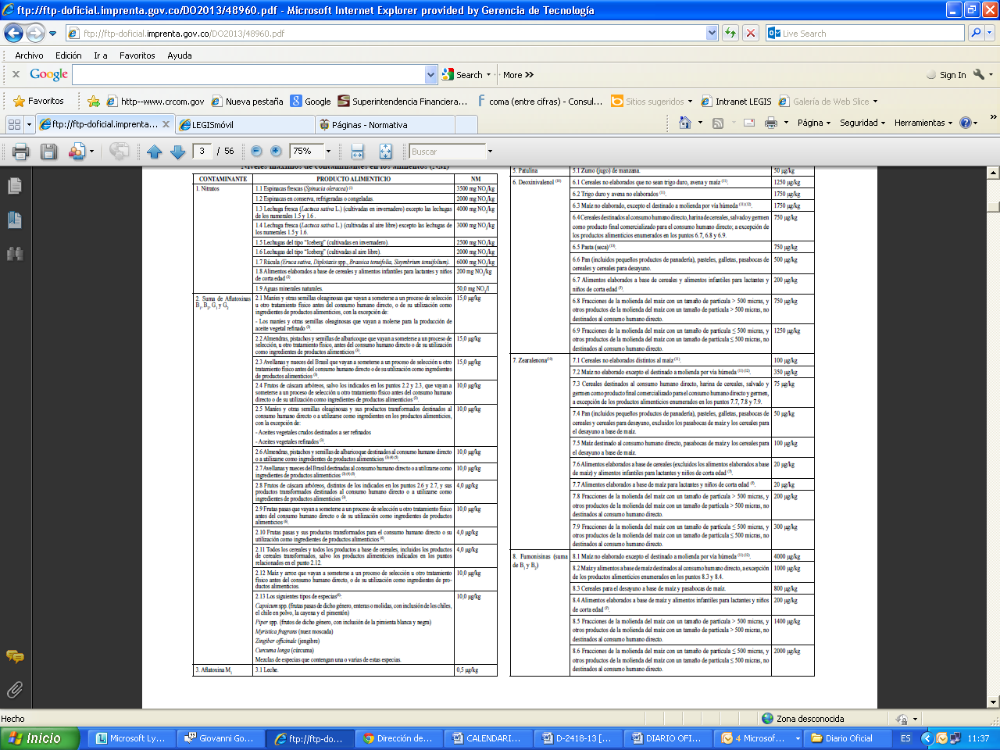 ftp://ftp-doficial.imprenta.gov.co/DO2013/48960.pdf - Microsoft Internet Explorer provided by Gerencia de Tecnología
ftp://ftp-doficial.imprenta.gov.co/DO2013/48960.pdf
Live Search
Archivo Edición Ir a Favoritos Ayuda
x Google Search More » Sign In
Favoritos http--www.crcom.gov Nueva pestaña Google Superintendencia Financiera... coma (entre cifras) - Consul... Sitios sugeridos Intranet LEGIS Galería de Web Slice
ftp://ftp-doficial.imprenta... LEGISmóvil Páginas - Normativa Página Seguridad Herramientas
3 / 56 75% Buscar
Niveles máximos de contaminantes en los alimentos (NM)
CONTAMINANTE PRODUCTO ALIMENTICIO NM
1. Nitratos 1.1 Espinacas frescas (Spinacia oleracea) (1) 3500 mg NO3/kg
1.2 Espinacas en conserva, refrigeradas o congeladas. 2000 mg NO3/kg
1.3 Lechuga fresca (Lactuca sativa L.) (cultivadas en invernadero) excepto las lechugas 4000 mg NO3/kg
de los numerales 1.5 y 1.6 .
1.4 Lechuga fresca (Lactuca sativa L.) (cultivadas al aire libre) excepto las lechugas de 3000 mg NO3/kg
los numerales 1.5 y 1.6.
1.5 Lechugas del tipo "Iceberg" (cultivadas en invernadero). 2500 mg NO3/kg
1.6 Lechugas del tipo "Iceberg" (cultivadas al aire libre). 2000 mg NO3/kg
1.7 Rúcula (Eruca sativa, Diplotaxis spp., Brassica tenuifolia, Sisymbrium tenuifolium). 6000 mg NO3/kg
1.8 Alimentos elaborados a base de cereales y alimentos infantiles para lactantes y niños 200 mg NO3/kg
de corta edad (2).
1.9 Aguas minerales naturales. 50,0 mg NO3/l
2. Suma de Aflatoxinas 2.1 Maníes y otras semillas oleaginosas que vayan a someterse a un proceso de selección 15,0 µg/kg
B1, B2, G1 y G2 u otro tratamiento físico antes del consumo humano directo, o de su utilización como
ingredientes de productos alimenticios, con la excepción de:
- Los maníes y otras semillas oleaginosas que vayan a molerse para la producción de
aceite vegetal refinado (3).
2.2 Almendras, pistachos y semillas de albaricoque que vayan a someterse a un proceso de 15,0 µg/kg
selección, u otro tratamiento físico, antes del consumo humano directo o de su utilización
como ingredientes de productos alimenticios (3).
2.3 Avellanas y nueces del Brasil que vayan a someterse a un proceso de selección u otro 15,0 µg/kg
tratamiento físico antes del consumo humano directo o de su utilización como ingredientes
de productos alimenticios (3).
2.4 Frutos de cáscara arbóreos, salvo los indicados en los puntos 2.2 y 2.3, que vayan a 10,0 µg/kg
someterse a un proceso de selección u otro tratamiento físico antes del consumo humano
directo o de su utilización como ingredientes de productos alimenticios (3).
2.5 Maníes y otras semillas oleaginosas y sus productos transformados destinados al 10,0 µg/kg
consumo humano directo o a utilizarse como ingredientes en los productos alimenticios,
con la excepción de:
- Aceites vegetales crudos destinados a ser refinados
- Aceites vegetales refinados (3).
2.6 Almendras, pistachos y semillas de albaricoque destinados al consumo humano directo 10,0 µg/kg
o a utilizarse como ingredientes de productos alimenticios (3) (4) (5).
2.7 Avellanas y nueces del Brasil destinadas al consumo humano directo o a utilizarse como 10,0 µg/kg
ingredientes de productos alimenticios (3) (4) (5).
2.8 Frutos de cáscara arbóreos, distintos de los indicados en los puntos 2.6 y 2.7, y sus 4,0 µg/kg
productos transformados destinados al consumo humano directo o a utilizarse como
ingredientes de productos alimenticios (3).
2.9 Frutas pasas que vayan a someterse a un proceso de selección u otro tratamiento físico 10,0 µg/kg
antes del consumo humano directo o de su utilización como ingredientes de productos
alimenticios (6).
2.10 Frutas pasas y sus productos transformados para el consumo humano directo o su 4,0 µg/kg
utilización como ingredientes de productos alimenticios (6).
2.11 Todos los cereales y todos los productos a base de cereales, incluidos los productos 4,0 µg/kg
de cereales transformados, salvo los productos alimenticios indicados en los puntos
relacionados en el punto 2.12.
2.12 Maíz y arroz que vayan a someterse a un proceso de selección u otro tratamiento 10,0 µg/kg
físico antes del consumo humano directo, o de su utilización como ingredientes de pro-
ductos alimenticios.
2.13 Los siguientes tipos de especias(6): 10,0 µg/kg
Capsicum spp. (frutas pasas de dicho género, enteras o molidas, con inclusión de los chiles,
el chile en polvo, la cayena y el pimentón)
Piper spp. (frutos de dicho género, con inclusión de la pimienta blanca y negra)
Myristica fragrans (nuez moscada)
Zingiber officinale (jengibre)
Curcuma longa (cúrcuma)
Mezclas de especies que contengan una o varias de estas especias.
3. Aflatoxina M1 3.1 Leche. 0,5 µg/kg
5. Patulina 5.1 Zumo (jugo) de manzana. 50 µg/kg
6. Deoxinivalenol (10) 6.1 Cereales no elaborados que no sean trigo duro, avena y maíz (11). 1250 µg/kg
6.2 Trigo duro y avena no elaborados (11). 1750 µg/kg
6.3 Maíz no elaborado, excepto el destinado a molienda por vía húmeda (11) (12) 1750 µg/kg
6.4 Cereales destinados al consumo humano directo, harina de cereales, salvado y germen 750 µg/kg
como producto final comercializado para el consumo humano directo; a excepción de
los productos alimenticios enumerados en los puntos 6.7, 6.8 y 6.9.
6.5 Pasta (seca) (13). 750 µg/kg
6.6 Pan (incluidos pequeños productos de panadería), pasteles, galletas, pasabocas de 500 µg/kg
cereales y cereales para desayuno.
6.7 Alimentos elaborados a base de cereales y alimentos infantiles para lactantes y 200 µg/kg
niños de corta edad (7).
6.8 Fracciones de la molienda del maíz con un tamaño de partícula > 500 micras, y 750 µg/kg
otros productos de la molienda del maíz con un tamaño de partícula > 500 micras, no
destinados al consumo humano directo.
6.9 Fracciones de la molienda del maíz con un tamaño de partícula ≤ 500 micras, y 1250 µg/kg
otros productos de la molienda del maíz con un tamaño de partícula ≤ 500 micras, no
destinados al consumo humano directo.
7. Zearalenona(10) 7.1 Cereales no elaborados distintos al maíz (11). 100 µg/kg
7.2 Maíz no elaborado excepto el destinado a molienda por vía húmeda (11) (12) 350 µg/kg
7.3 Cereales destinados al consumo humano directo, harina de cereales, salvado y 75 µg/kg
germen como producto final comercializado para el consumo humano directo y germen,
a excepción de los productos alimenticios enumerados en los puntos 7.7, 7.8 y 7.9.
7.4 Pan (incluidos pequeños productos de panadería), pasteles, galletas, pasabocas de 50 µg/kg
cereales y cereales para desayuno, excluidos los pasabocas de maíz y los cereales para
el desayuno a base de maíz.
7.5 Maíz destinado al consumo humano directo, pasabocas de maíz y los cereales para 100 µg/kg
el desayuno a base de maíz.
7.6 Alimentos elaborados a base de cereales (excluidos los alimentos elaborados a base 20 µg/kg
de maíz) y alimentos infantiles para lactantes y niños de corta edad (7).
7.7 Alimentos elaborados a base de maíz para lactantes y niños de corta edad (7). 20 µg/kg
7.8 Fracciones de la molienda del maíz con un tamaño de partícula > 500 micras, y 200 µg/kg
otros productos de la molienda del maíz con un tamaño de partícula > 500 micras, no
destinados al consumo humano directo.
7.9 Fracciones de la molienda del maíz con un tamaño de partícula ≤ 500 micras, y 300 µg/kg
otros productos de la molienda del maíz con un tamaño de partícula ≤ 500 micras, no
destinados al consumo humano directo.
8. Fumonisinas (suma 8.1 Maíz no elaborado excepto el destinado a molienda por vía húmeda (11) (12). 4000 µg/kg
de B1 y B2) 8.2 Maíz y alimentos a base de maíz destinados al consumo humano directo, a excepción 1000 µg/kg
de los productos alimenticios enumerados en los puntos 8.3 y 8.4.
8.3 Cereales para el desayuno a base de maíz y pasabocas de maíz. 800 µg/kg
8.4 Alimentos elaborados a base de maíz y alimentos infantiles para lactantes y niños 200 µg/kg
de corta edad (7).
8.5 Fracciones de la molienda del maíz con un tamaño de partícula > 500 micras, y 1400 µg/kg
otros productos de la molienda del maíz con un tamaño de partícula > 500 micras, no
destinados al consumo humano directo.
8.6 Fracciones de la molienda del maíz con un tamaño de partícula ≤ 500 micras, y 2000 µg/kg
otros productos de la molienda del maíz con un tamaño de partícula ≤ 500 micras, no
destinados al consumo humano directo.
Hecho Zona desconocida
Inicio Microsoft Ly... Giovanni Go... ftp://ftp-do... Dirección de... CALENDARI... D-2418-13 [... DIARIO OFI... 4 Microsof... Diario Oficial ES 11:37